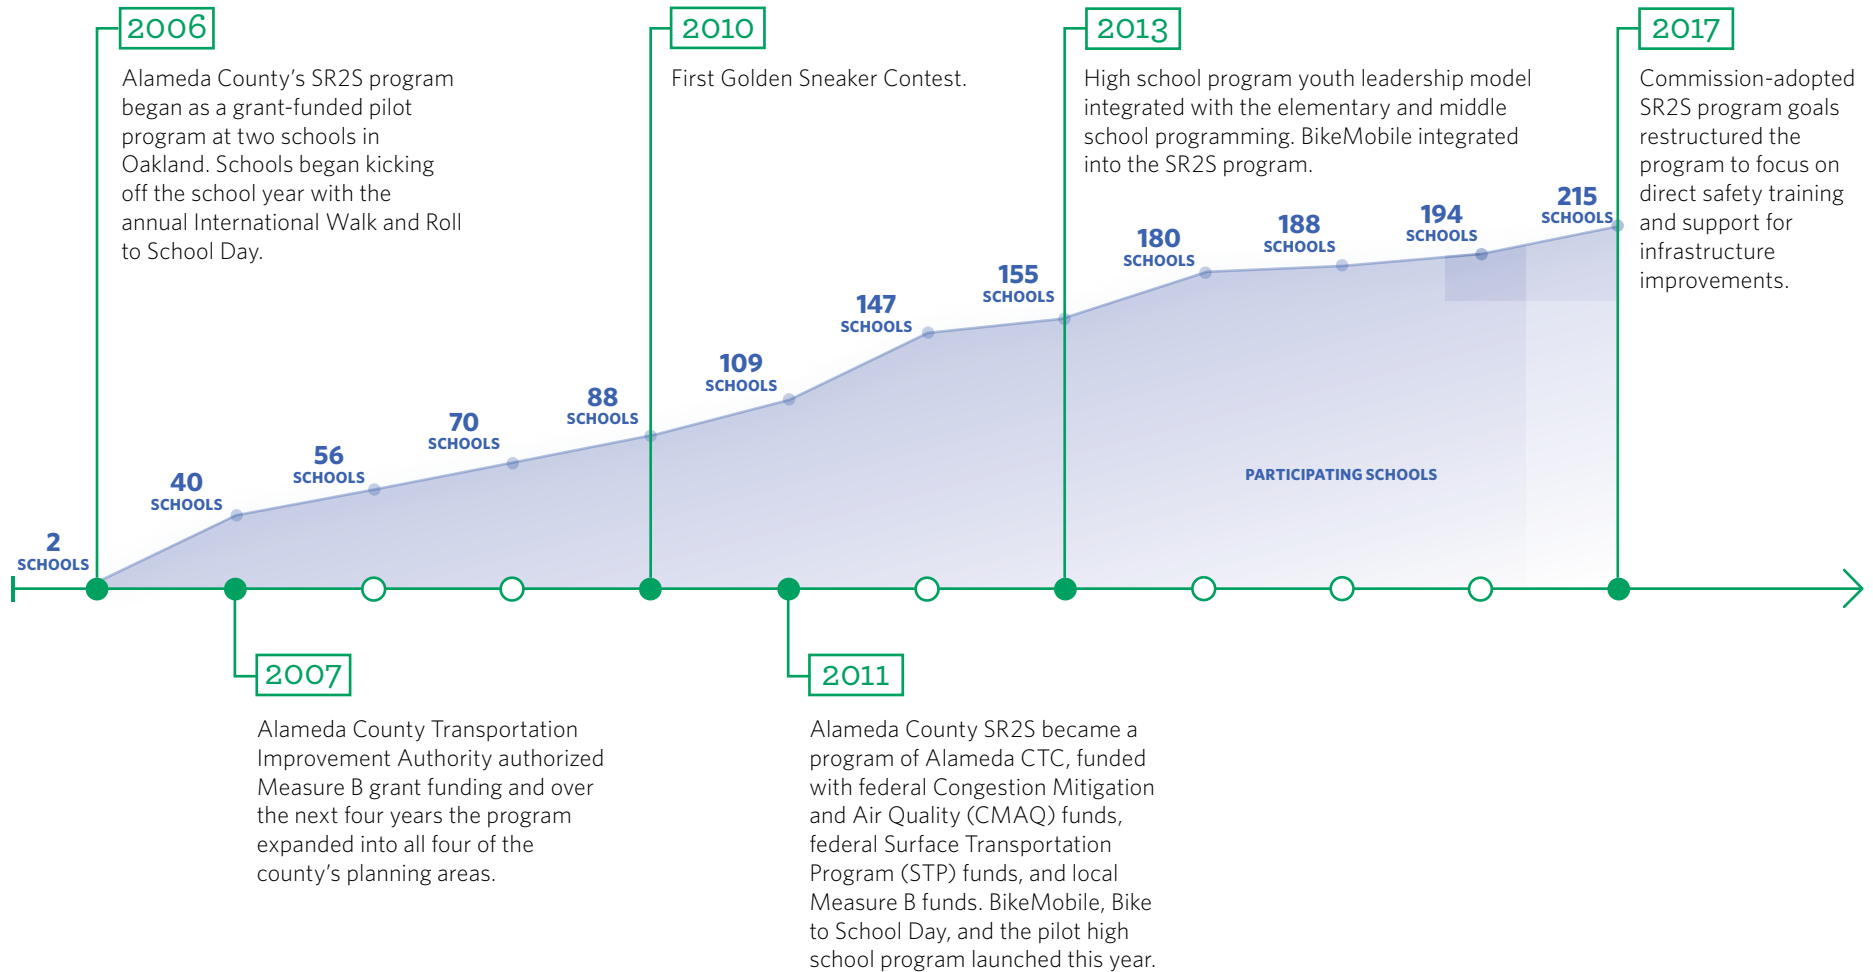 2006
Alameda County's SR2S program
began as a grant-funded pilot
program at two schools in
Oakland. Schools began kicking
off the school year with the
annual International Walk and Roll
to School Day.
2010
First Golden Sneaker Contest.
2013
High school program youth leadership model
integrated with the elementary and middle
school programming. BikeMobile integrated
into the SR2S program.
2017
Commission-adopted
SR2S program goals
restructured the
program to focus on
direct safety training
and support for
infrastructure
improvements.
2
SCHOOLS
40
SCHOOLS
56
SCHOOLS
70
SCHOOLS
88
SCHOOLS
109
SCHOOLS
147
SCHOOLS
155
SCHOOLS
180
SCHOOLS
188
SCHOOLS
194
SCHOOLS
215
SCHOOLS
PARTICIPATING SCHOOLS
2007
Alameda County Transportation
Improvement Authority authorized
Measure B grant funding and over
the next four years the program
expanded into all four of the
county's planning areas.
2011
Alameda County SR2S became a
program of Alameda CTC, funded
with federal Congestion Mitigation
and Air Quality (CMAQ) funds,
federal Surface Transportation
Program (STP) funds, and local
Measure B funds. BikeMobile, Bike
to School Day, and the pilot high
school program launched this year.